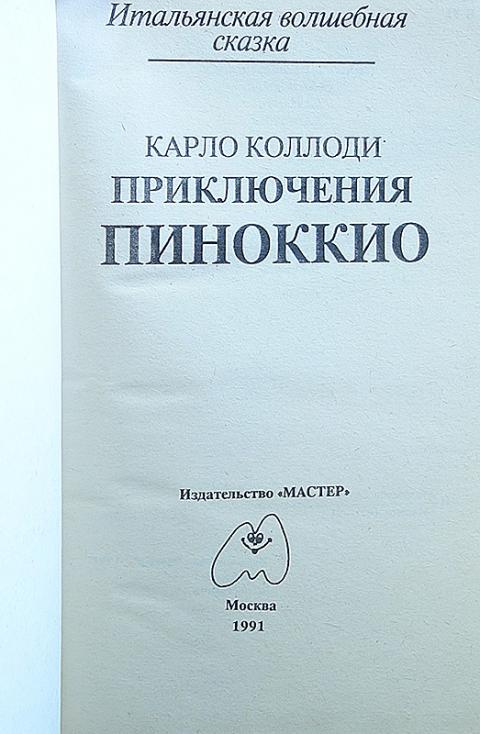 Итальянская волшебная
сказка
КАРЛО КОЛЛОДИ
ПРИКЛЮЧЕНИЯ
ПИНОККИО
Издательство «МАСТЕР»
Москва
1991